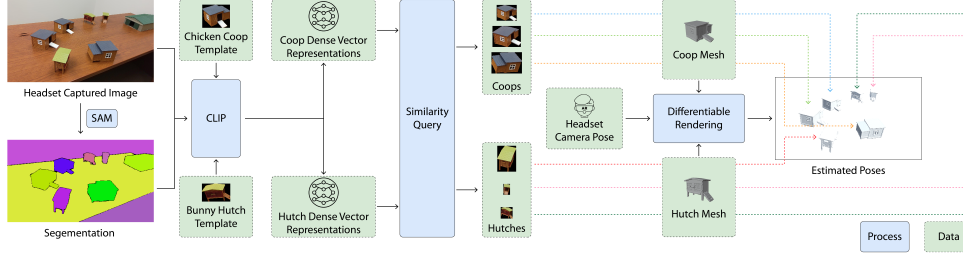 Headset Captured Image
SAM
Segementation
Chicken Coop
Template
CLIP
Bunny Hutch
Template
Coop Dense Vector
Representations
Hutch Dense Vector
Representations
Similarity
Query
Coops
Hutches
Headset
Camera Pose
Coop Mesh
Differentiable
Rendering
Hutch Mesh
Estimated Poses
Process
Data